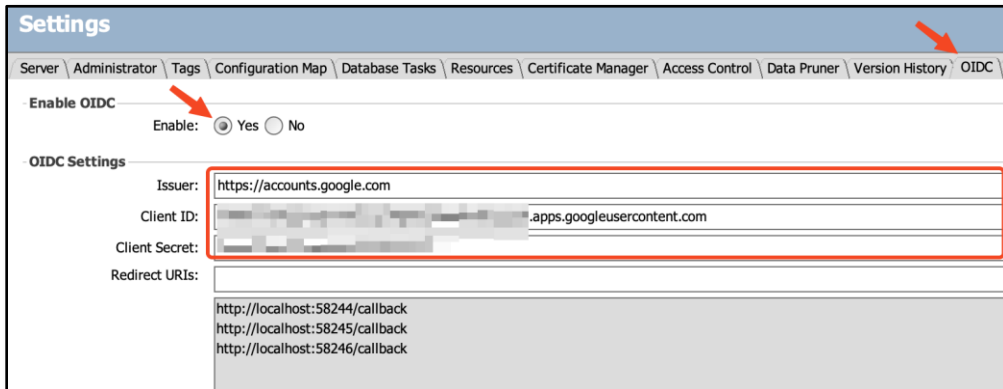 Settings
Server Administrator Tags Configuration Map Database Tasks Resources Certificate Manager Access Control Data Pruner Version History OIDC
Enable OIDC
Enable: Yes No
OIDC Settings
Issuer: https://accounts.google.com
Client ID: .apps.googleusercontent.com
Client Secret:
Redirect URIs:
http://localhost:58244/callback
http://localhost:58245/callback
http://localhost:58246/callback